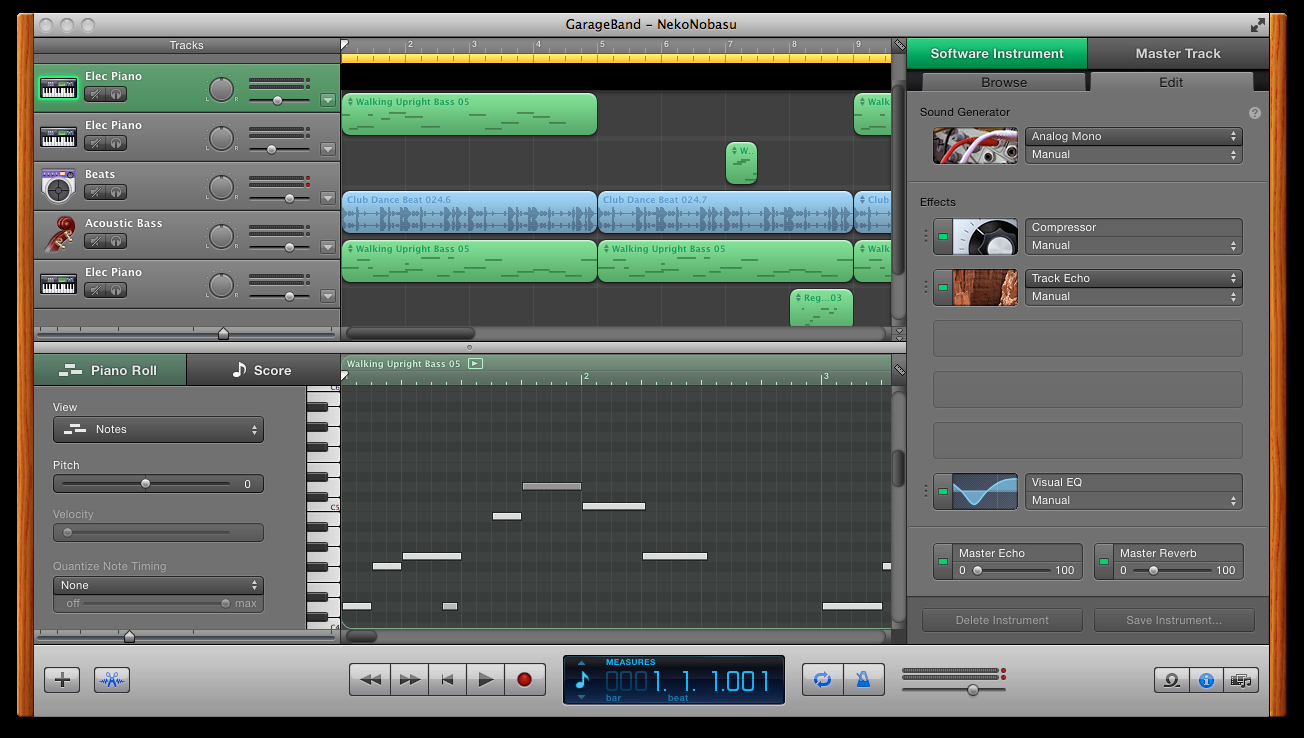 GarageBand – NekoNobasu
Tracks
2 3 4 5 6 7 8 9
Elec Piano
L R
Elec Piano
L R
Beats
L R
Acoustic Bass
L R
Elec Piano
L R
Walking Upright Bass 05
Walk
W..
Club Dance Beat 024.6
Club Dance Beat 024.7
Club
Walking Upright Bass 05
Walking Upright Bass 05
Walk
Reg...03
Software Instrument
Master Track
Browse
Edit
Sound Generator
?
Analog Mono
Manual
Effects
Compressor
Manual
Track Echo
Manual
Visual EQ
Manual
Master Echo
0 100
Master Reverb
0 100
Delete Instrument
Save Instrument...
Piano Roll
Score
View
Notes
Pitch
0
Velocity
Quantize Note Timing
None
off max
Walking Upright Bass 05
2 3
C5
C4
MEASURES
0001. 1. 1.001
bar beat
i